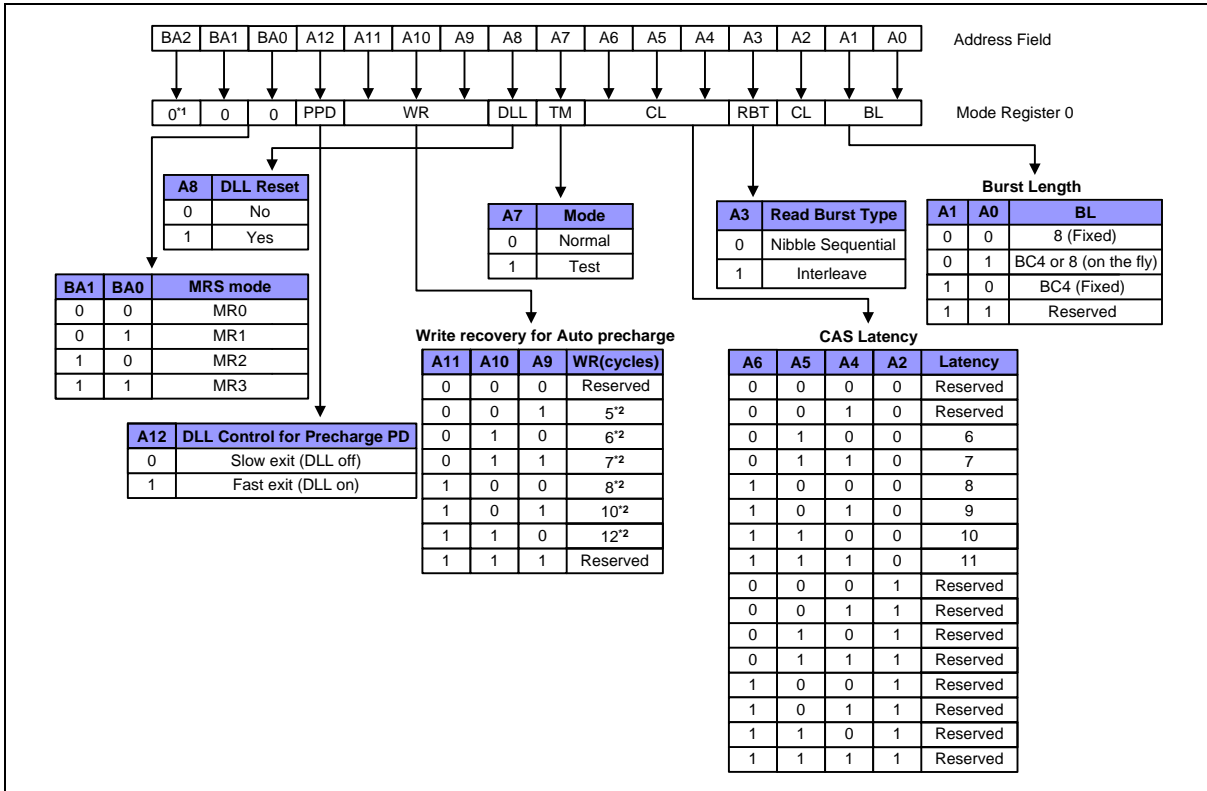 BA2 BA1 BA0 A12 A11 A10 A9 A8 A7 A6 A5 A4 A3 A2 A1 A0 Address Field
0*1 0 0 PPD WR DLL TM CL RBT CL BL Mode Register 0
A8 DLL Reset
0 No
1 Yes
A7 Mode
0 Normal
1 Test
A3 Read Burst Type
0 Nibble Sequential
1 Interleave
Burst Length
A1 A0 BL
0 0 8 (Fixed)
0 1 BC4 or 8 (on the fly)
1 0 BC4 (Fixed)
1 1 Reserved
BA1 BA0 MRS mode
0 0 MR0
0 1 MR1
1 0 MR2
1 1 MR3
A12 DLL Control for Precharge PD
0 Slow exit (DLL off)
1 Fast exit (DLL on)
Write recovery for Auto precharge
A11 A10 A9 WR(cycles)
0 0 0 Reserved
0 0 1 5*2
0 1 0 6*2
0 1 1 7*2
1 0 0 8*2
1 0 1 10*2
1 1 0 12*2
1 1 1 Reserved
CAS Latency
A6 A5 A4 A2 Latency
0 0 0 0 Reserved
0 0 1 0 Reserved
0 1 0 0 6
0 1 1 0 7
1 0 0 0 8
1 0 1 0 9
1 1 0 0 10
1 1 1 0 11
0 0 0 1 Reserved
0 0 1 1 Reserved
0 1 0 1 Reserved
0 1 1 1 Reserved
1 0 0 1 Reserved
1 0 1 1 Reserved
1 1 0 1 Reserved
1 1 1 1 Reserved